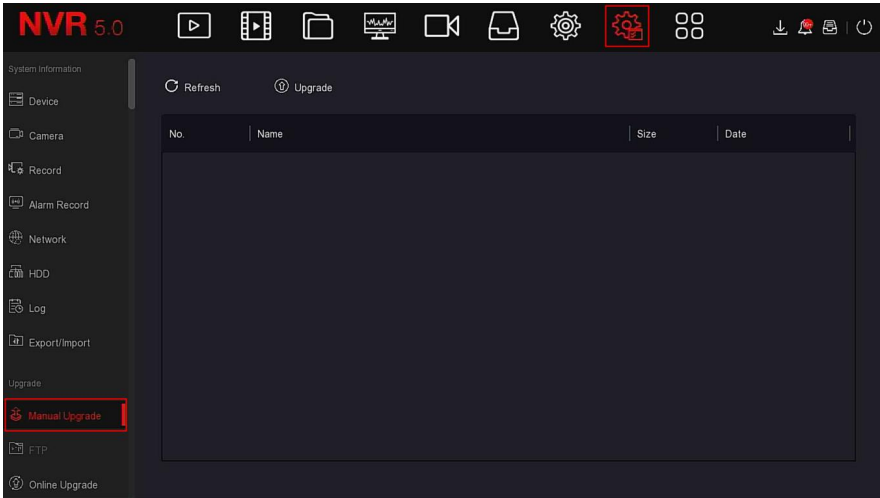 NVR 5.0
System Information
Device
Camera
Record
Alarm Record
Network
HDD
Log
Export/Import
Upgrade
Manual Upgrade
FTP
Online Upgrade
Refresh Upgrade
No. Name Size Date